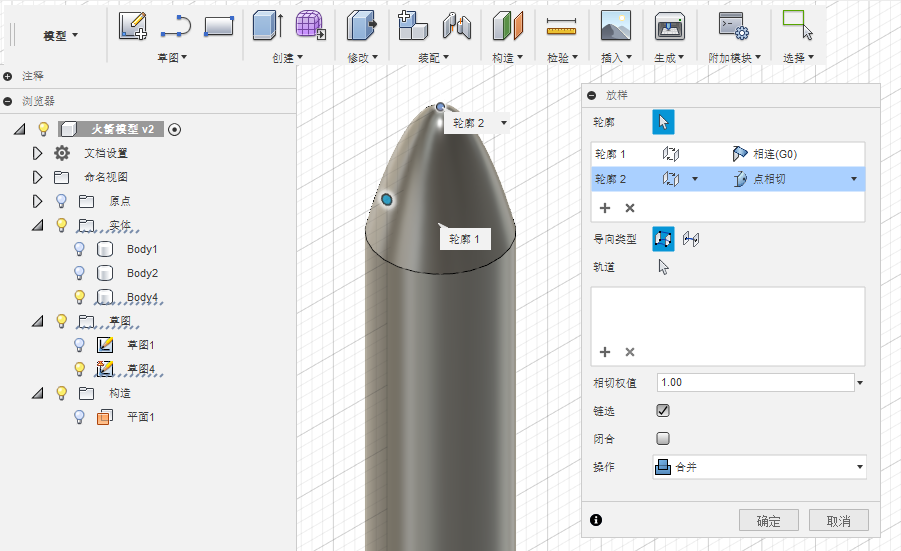 模型
草图
创建
修改
装配
构造
检验
插入
生成
附加模块
选择
注释
浏览器
火箭模型 v2
文档设置
命名视图
原点
实体
Body1
Body2
Body4
草图
草图1
草图4
构造
平面1
轮廓 2
轮廓 1
放样
轮廓
轮廓 1 相连(G0)
轮廓 2 点相切
导向类型
轨道
相切权值 1.00
链选
闭合
操作 合并
确定 取消